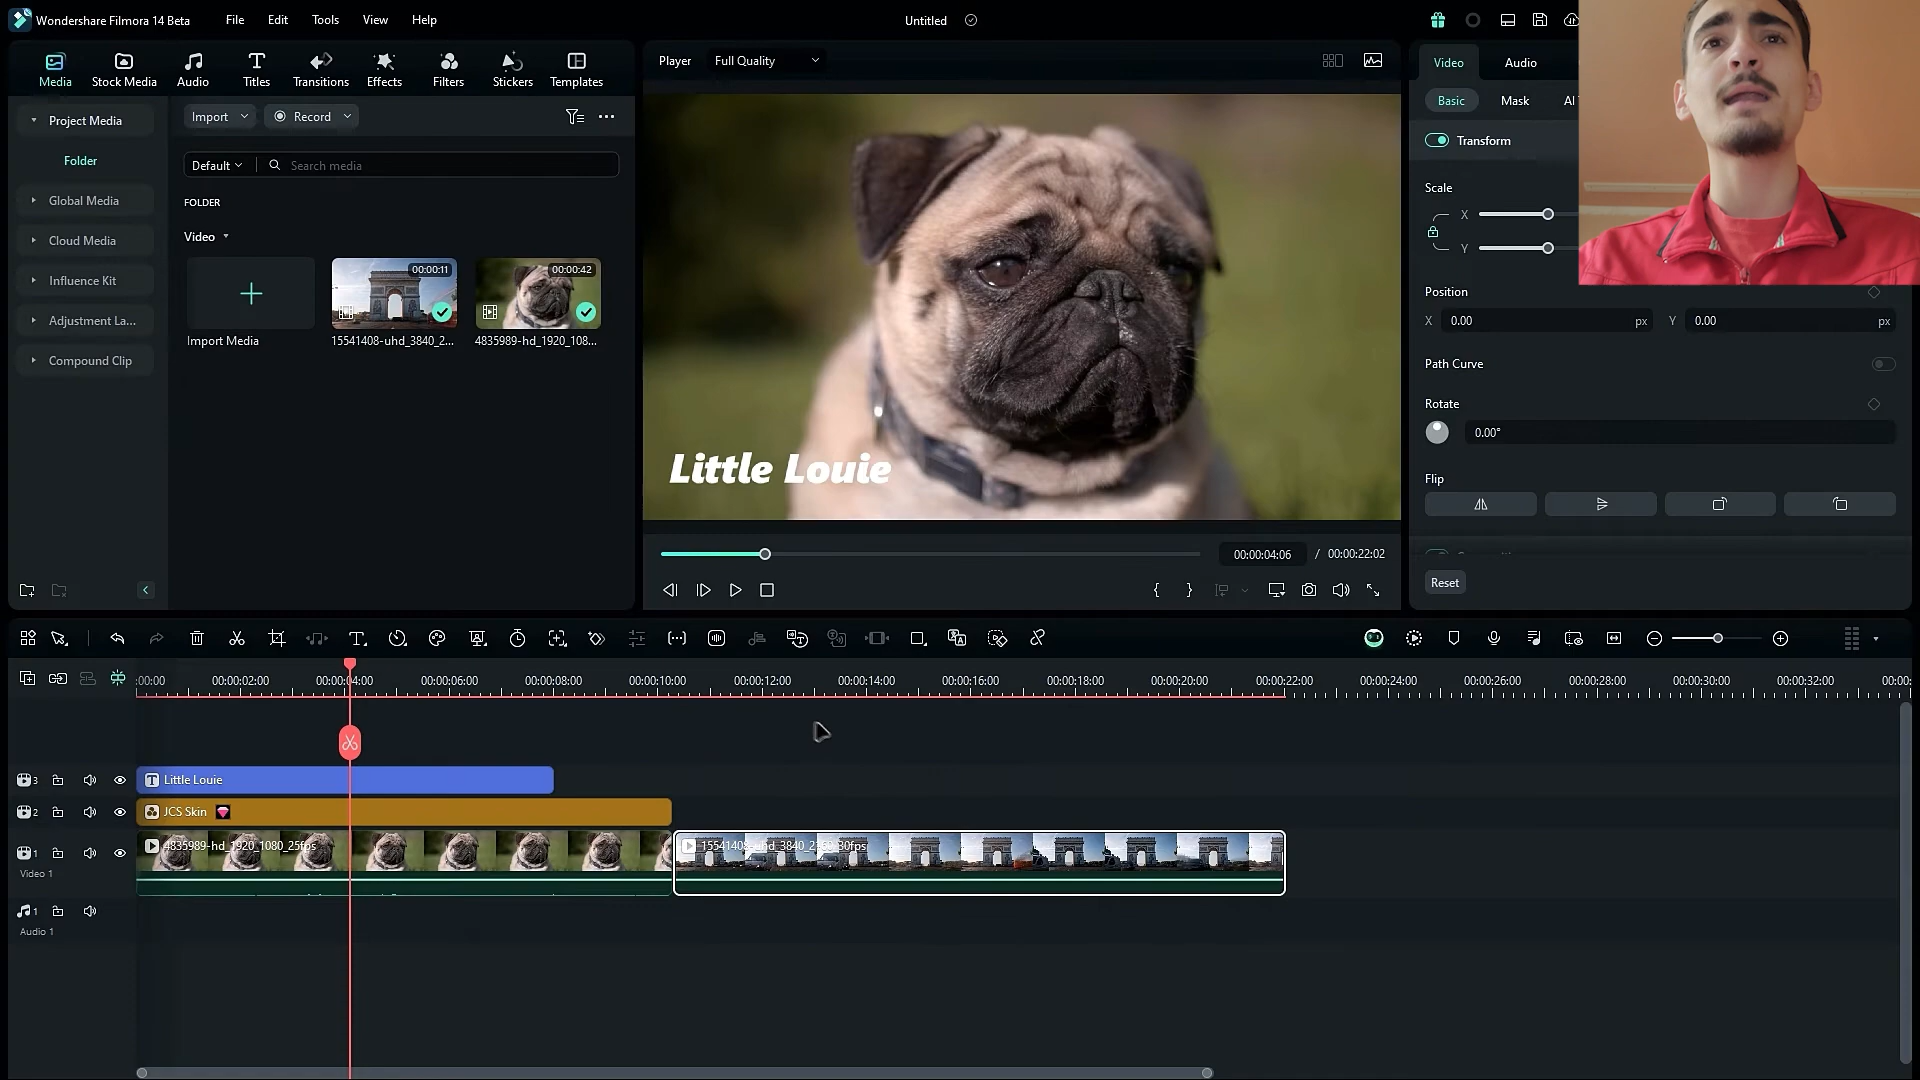 Wondershare Filmora 14 Beta File Edit Tools View Help Untitled
Media Stock Media Audio Titles Transitions Effects Filters Stickers Templates
Project Media
Folder
Global Media
Cloud Media
Influence Kit
Adjustment La...
Compound Clip
Import Record
Default Search media
FOLDER
Video
00:00:11 00:00:42
Import Media 15541408-uhd_3840_2... 4835989-hd_1920_108...
Player Full Quality
Little Louie
00:00:04:06 / 00:00:22:02
Video Audio
Basic Mask AI
Transform
Scale
X
Y
Position
X 0.00 px Y 0.00 px
Path Curve
Rotate
0.00°
Flip
Reset
:00:00 00:00:02:00 00:00:04:00 00:00:06:00 00:00:08:00 00:00:10:00 00:00:12:00 00:00:14:00 00:00:16:00 00:00:18:00 00:00:20:00 00:00:22:00 00:00:24:00 00:00:26:00 00:00:28:00 00:00:30:00 00:00:32:00 00:00:
3 Little Louie
2 JCS Skin
1 4835989-hd_1920_1080_25fps 15541408-uhd_3840_2160_30fps
Video 1
1
Audio 1